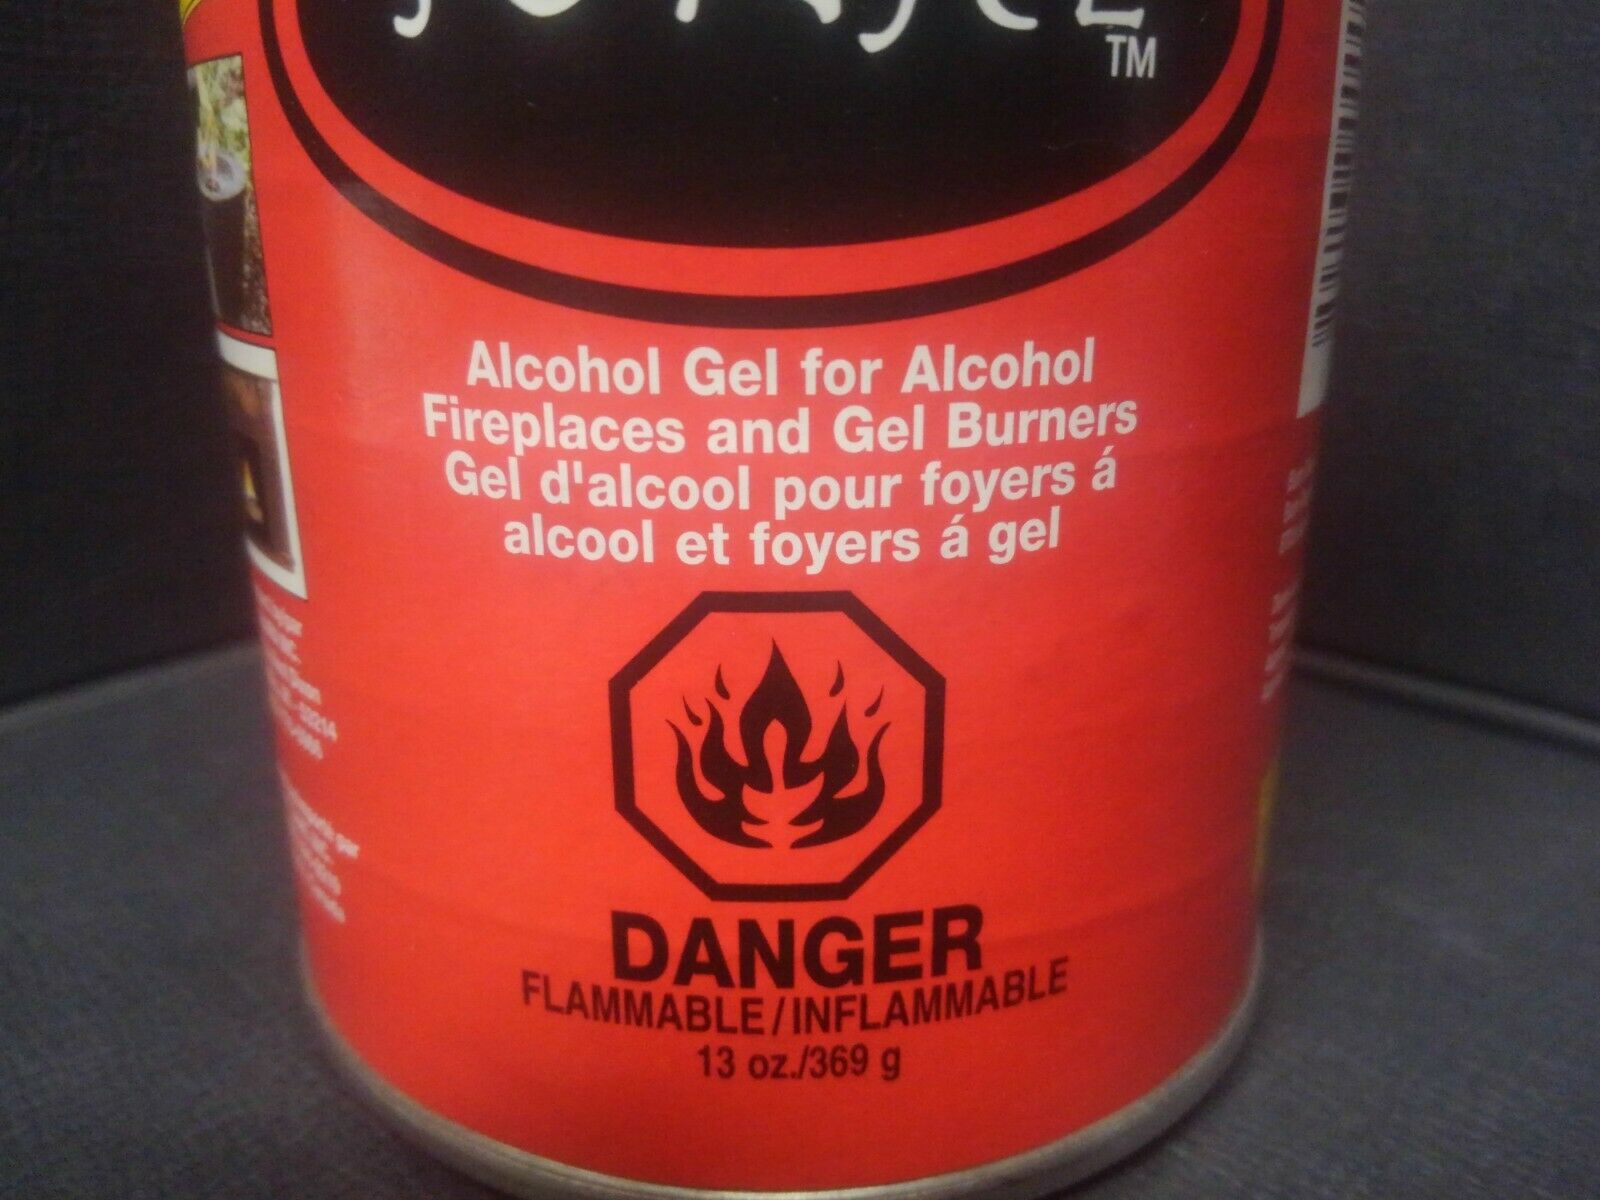 TM
Alcohol Gel for Alcohol
Fireplaces and Gel Burners
Gel d'alcool pour foyers á
alcool et foyers á gel
DANGER
FLAMMABLE/INFLAMMABLE
13 oz./369 g